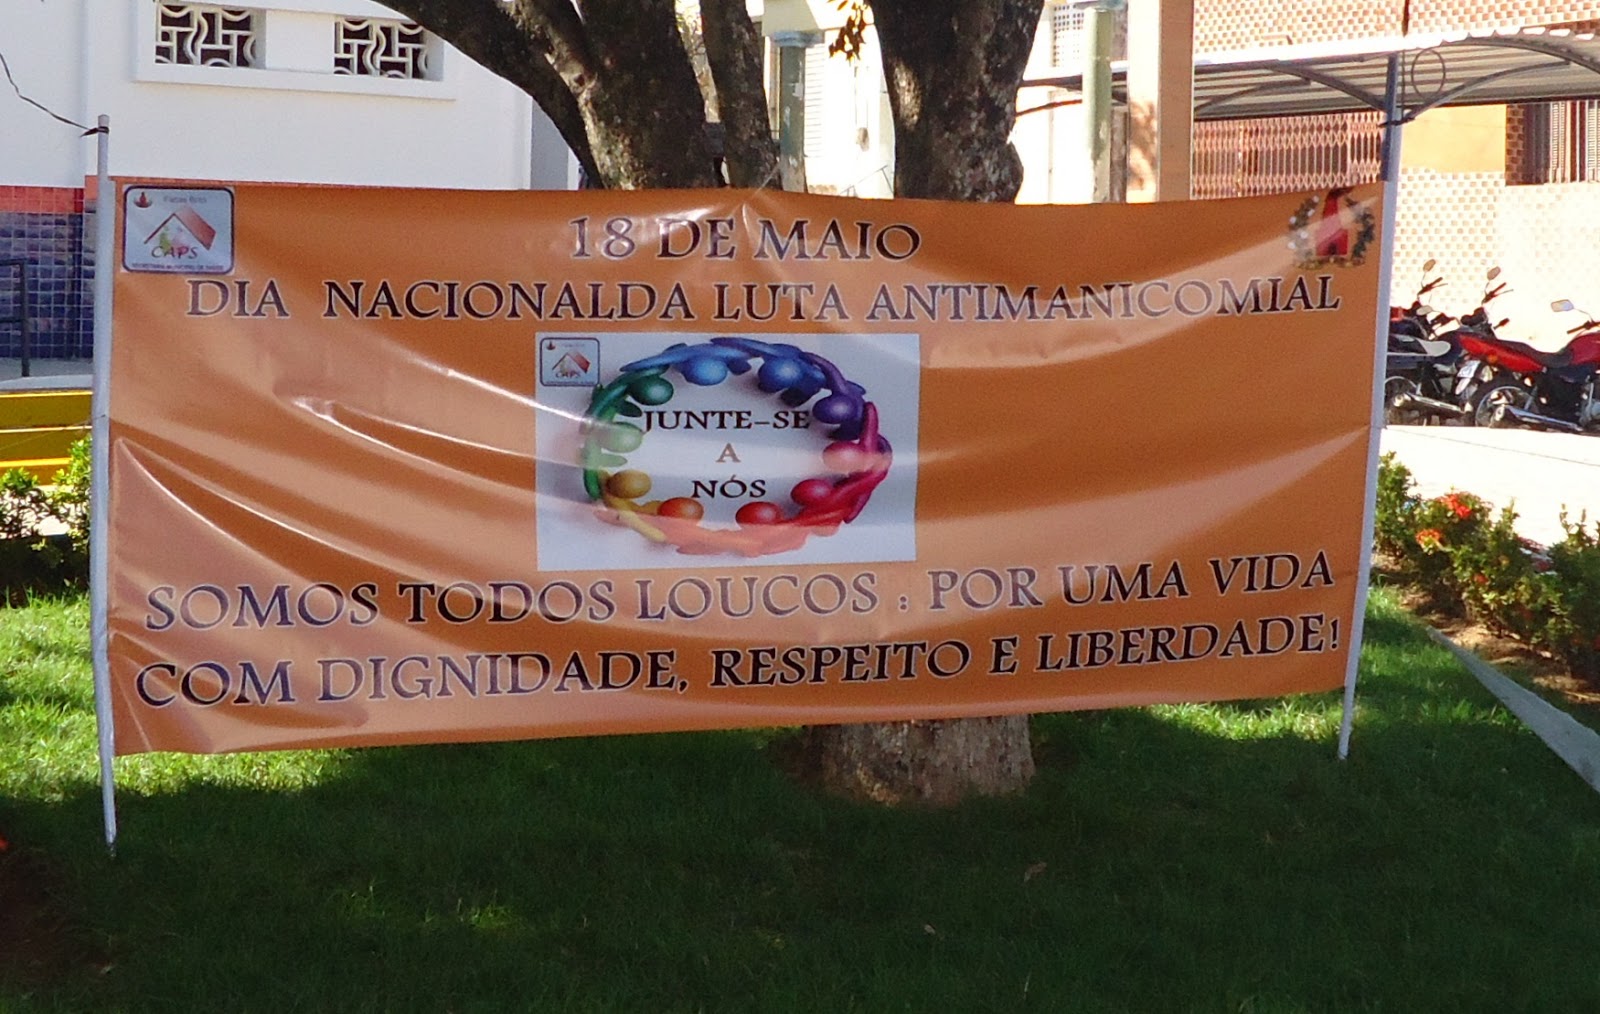 CAPS
18 DE MAIO
DIA NACIONALDA LUTA ANTIMANICOMIAL
CAPS
JUNTE-SE
A
NÓS
SOMOS TODOS LOUCOS : POR UMA VIDA
COM DIGNIDADE, RESPEITO E LIBERDADE!